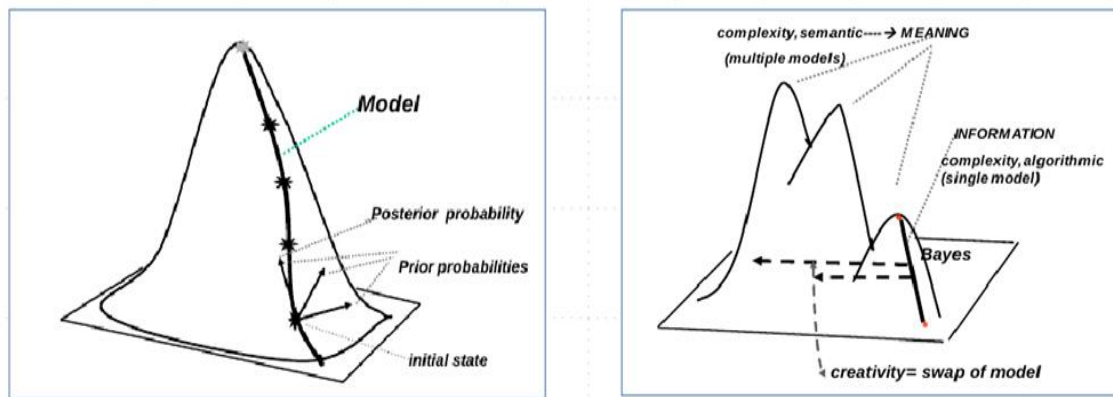 Model
Posterior probability
Prior probabilities
initial state
complexity, semantic---- → MEANING
(multiple models)
INFORMATION
complexity, algorithmic
(single model)
Bayes
creativity= swap of model